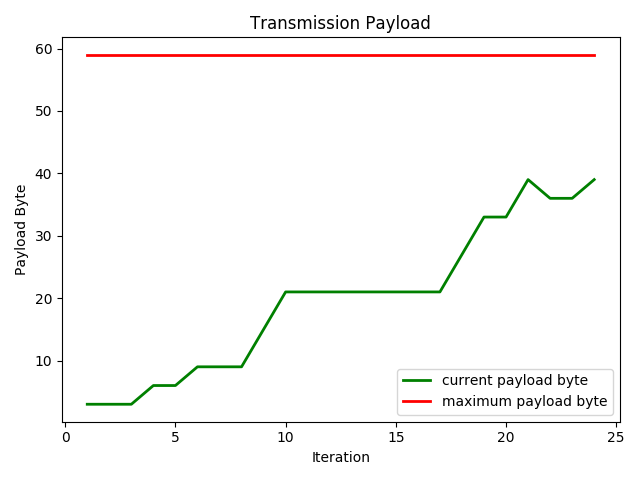 Transmission Payload
60
50
40
30
20
10
Payload Byte
0
5
10
15
20
25
Iteration
current payload byte
maximum payload byte